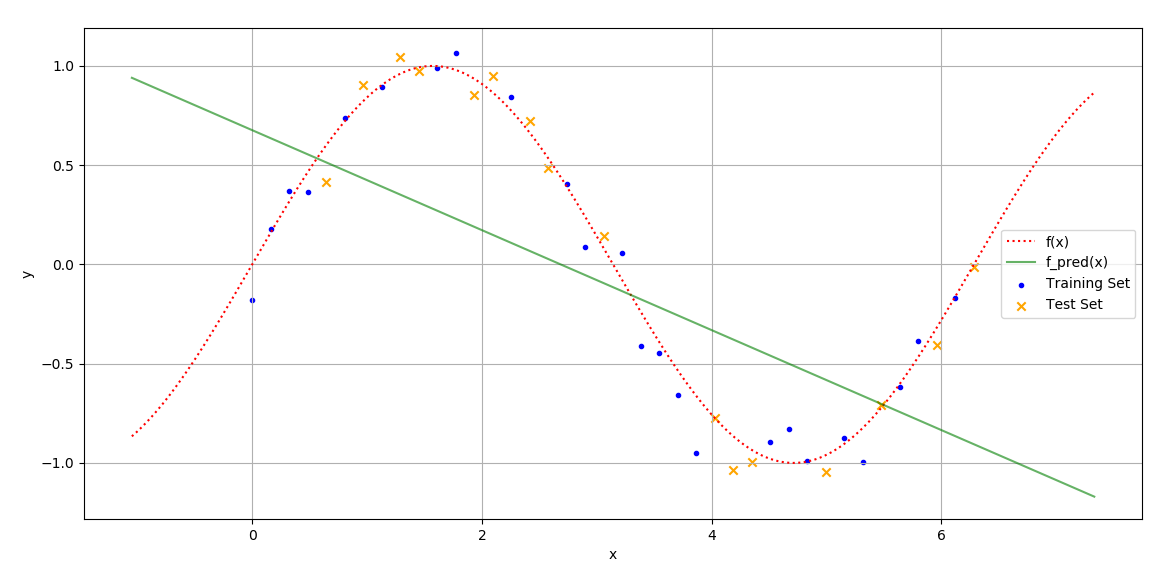 1.0
0.5
0.0
−0.5
−1.0
y
0
2
4
6
x
f(x)
f_pred(x)
Training Set
Test Set